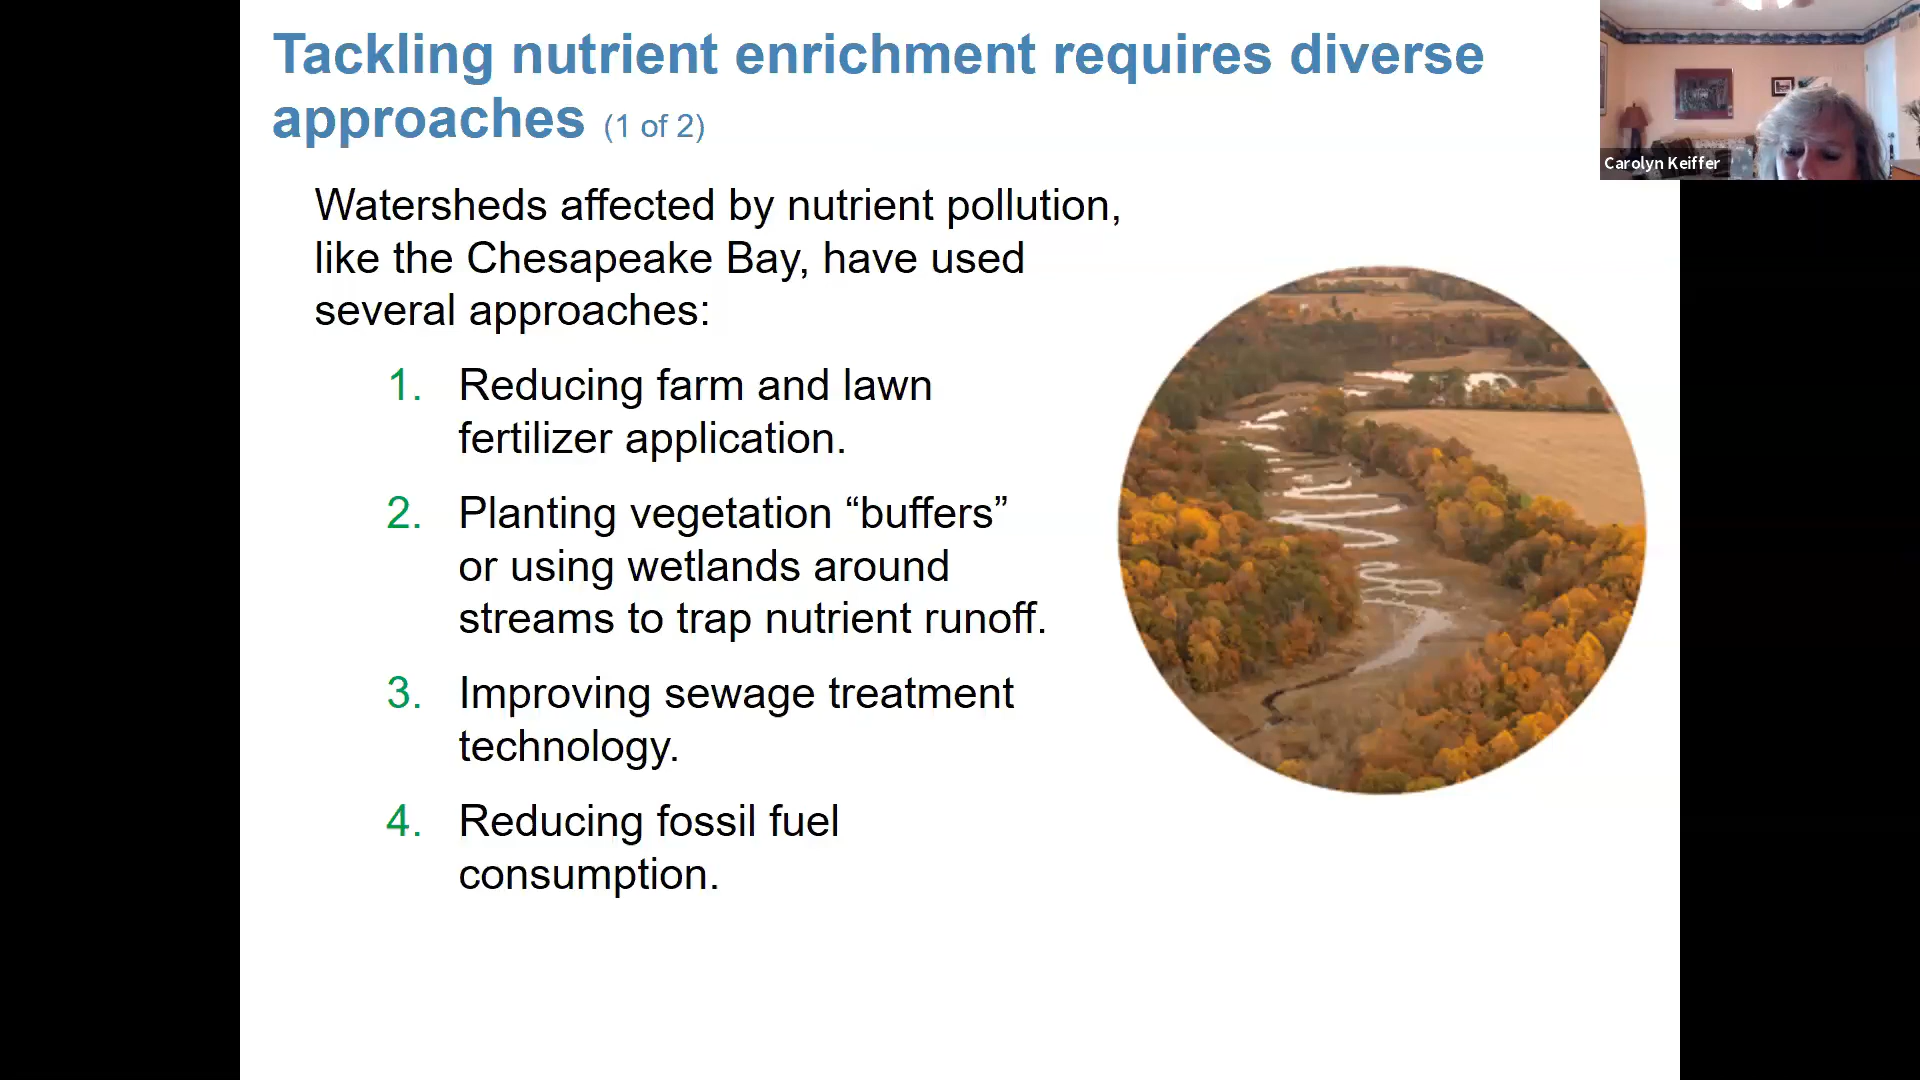 Tackling nutrient enrichment requires diverse
approaches (1 of 2)
Watersheds affected by nutrient pollution,
like the Chesapeake Bay, have used
several approaches:
1. Reducing farm and lawn
fertilizer application.
2. Planting vegetation “buffers”
or using wetlands around
streams to trap nutrient runoff.
3. Improving sewage treatment
technology.
4. Reducing fossil fuel
consumption.
Carolyn Keiffer